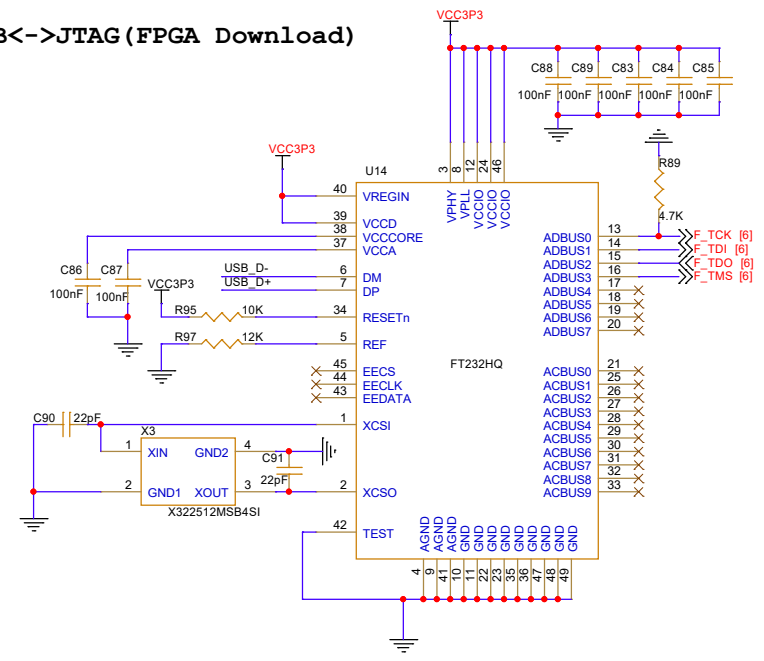 B<->JTAG(FPGA Download)
VCC3P3
C88 C89 C83 C84 C85
100nF 100nF 100nF 100nF 100nF
R89
4.7K
VCC3P3
U14
3 8 12 24 46
VPHY VPLL VCCIO VCCIO VCCIO
40 VREGIN
39 VCCD
38 VCCCORE
37 VCCA
C86 C87
100nF 100nF
VCC3P3
USB_D- 6 DM
USB_D+ 7 DP
R95 10K 34 RESETn
R97 12K 5 REF
45 EECS
44 EECLK
43 EEDATA
FT232HQ
ADBUS0 13 F_TCK [6]
ADBUS1 14 F_TDI [6]
ADBUS2 15 F_TDO [6]
ADBUS3 16 F_TMS [6]
ADBUS4 17
ADBUS5 18
ADBUS6 19
ADBUS7 20
ACBUS0 21
ACBUS1 25
ACBUS2 26
ACBUS3 27
ACBUS4 28
ACBUS5 29
ACBUS6 30
ACBUS7 31
ACBUS8 32
ACBUS9 33
C90 22pF
1 XCSI
X3
1 XIN GND2 4
2 GND1 XOUT 3
X322512MSB4SI
C91
22pF
2 XCSO
42 TEST
AGND AGND AGND GND GND GND GND GND GND GND GND GND
4 9 41 10 11 22 23 35 36 47 48 49